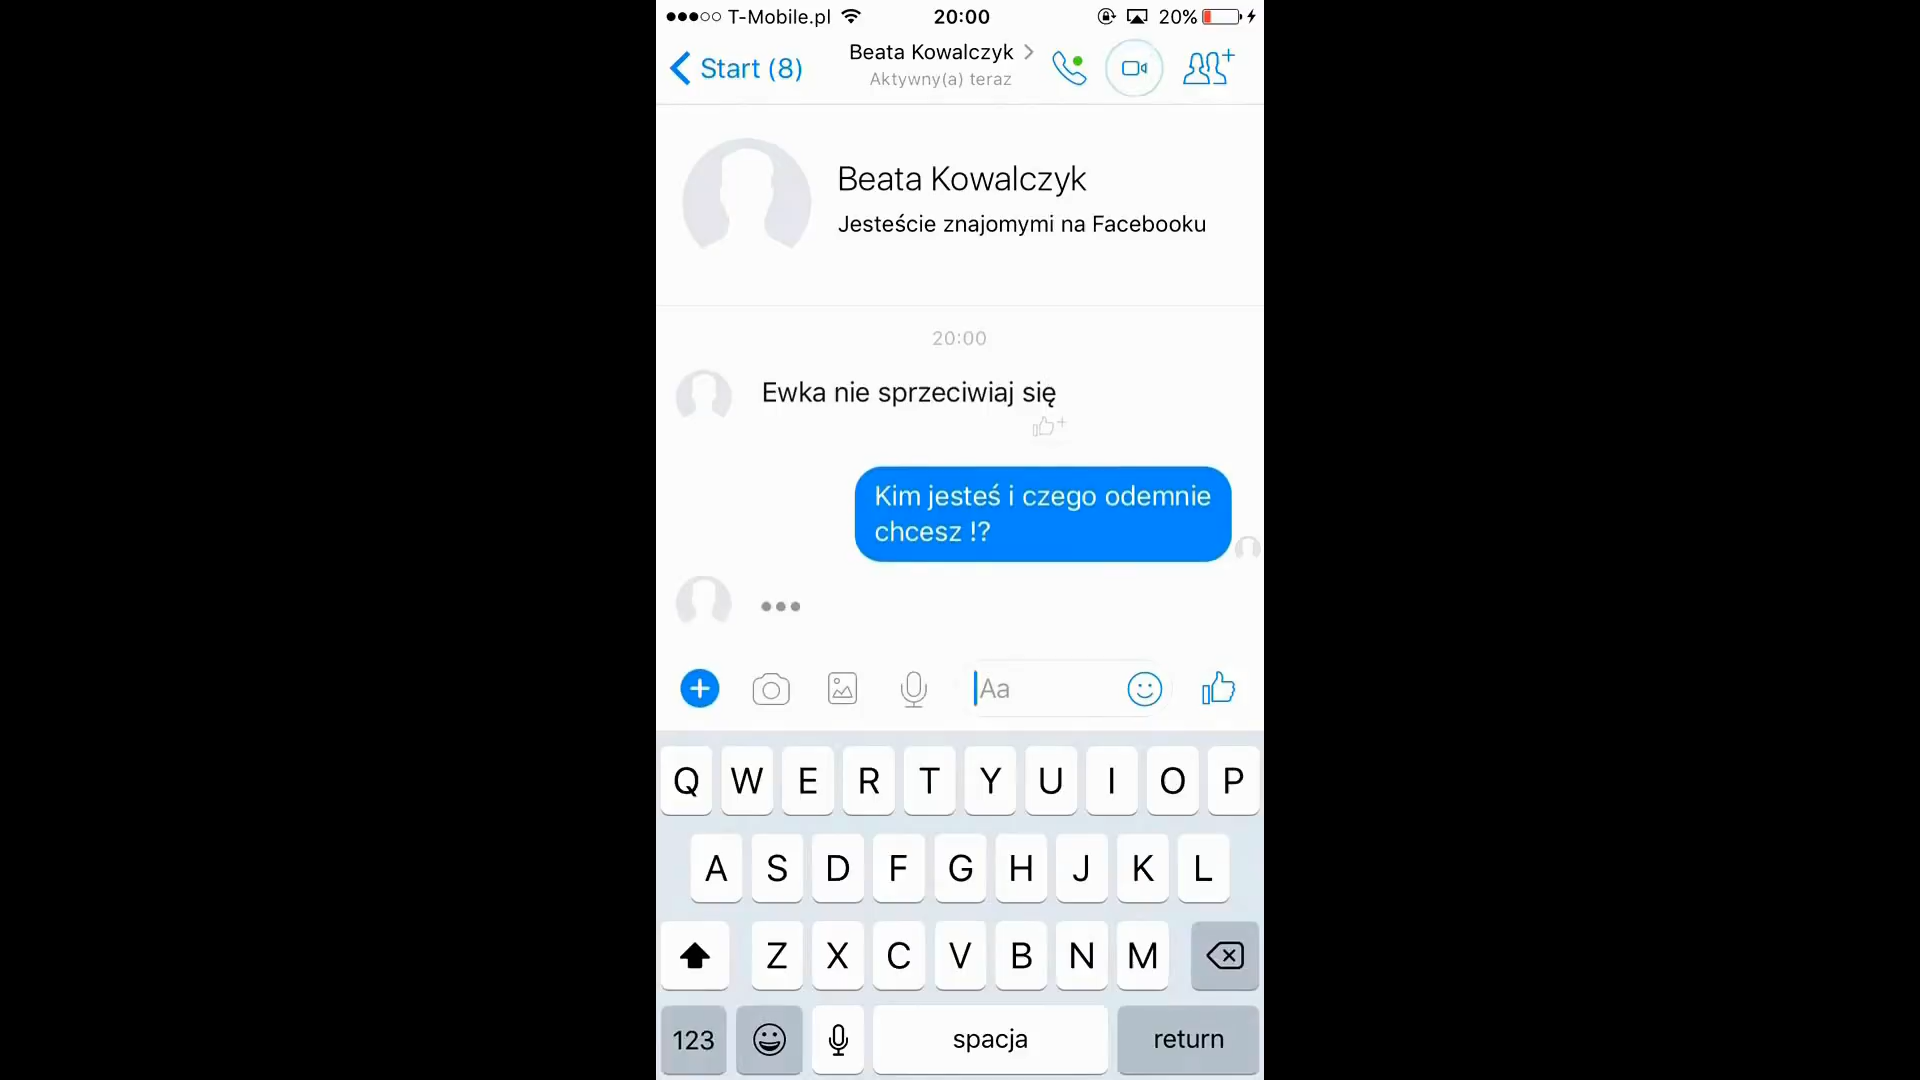 T-Mobile.pl 20:00 20%
Start (8)
Beata Kowalczyk
Aktywny(a) teraz
Beata Kowalczyk
Jesteście znajomymi na Facebooku
20:00
Ewka nie sprzeciwiaj się
Kim jesteś i czego odemnie
chcesz !?
Aa
Q W E R T Y U I O P
A S D F G H J K L
Z X C V B N M
123 spacja return